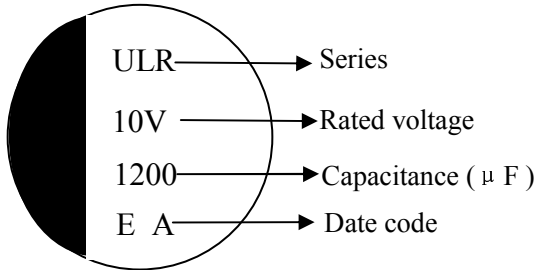 ULR Series
10V Rated voltage
1200 Capacitance ( μ F )
E A Date code